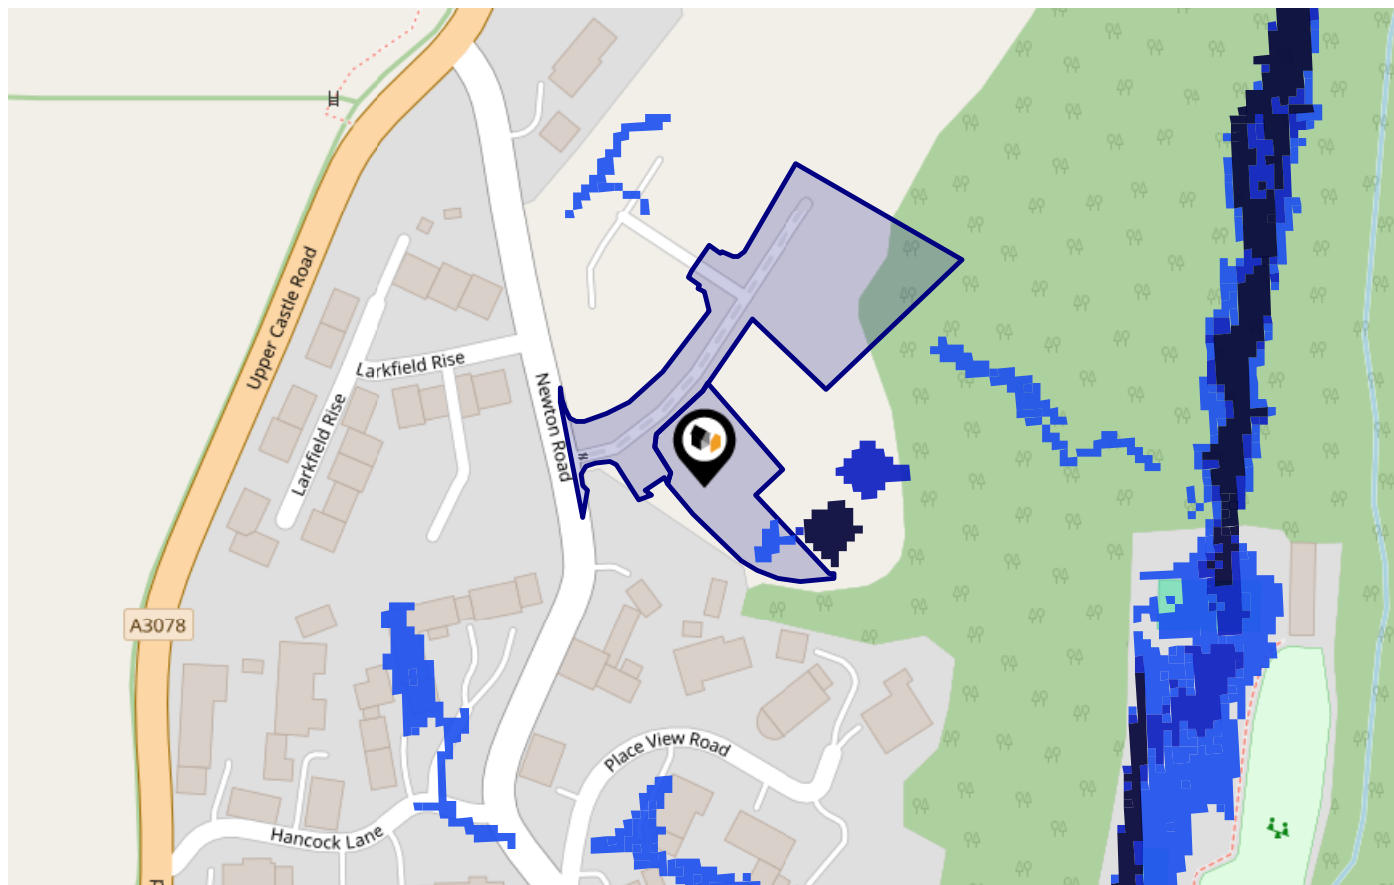 Upper Castle Road
Larkfield Rise
Larkfield Rise
Newton Road
A3078
Place View Road
Hancock Lane